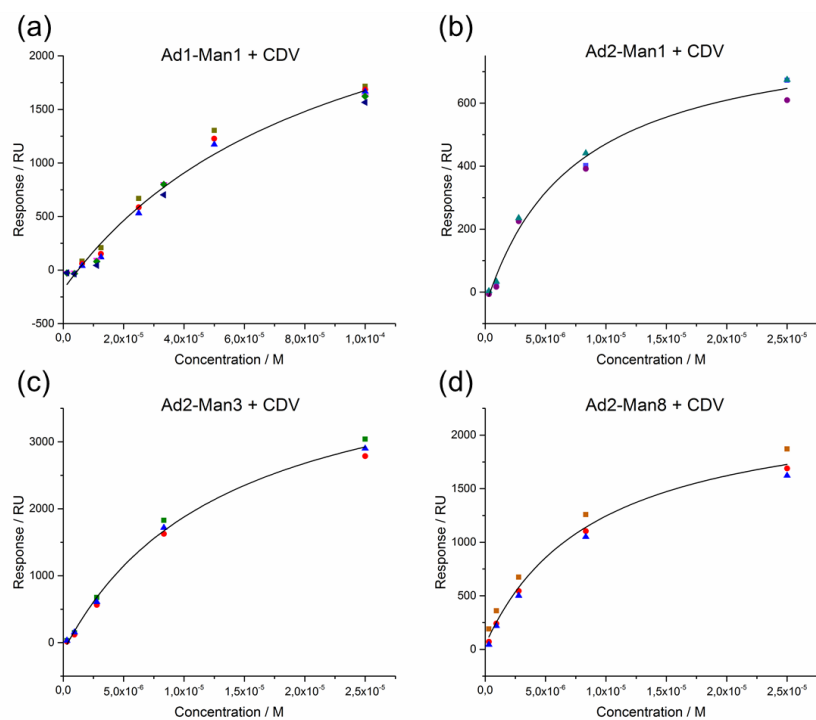 (a)
Ad1-Man1 + CDV
2000
1500
1000
500
0
-500
Response / RU
0,0
2,0x10⁻⁵
4,0x10⁻⁵
6,0x10⁻⁵
8,0x10⁻⁵
1,0x10⁻⁴
Concentration / M
(b)
Ad2-Man1 + CDV
600
400
200
0
Response / RU
0,0
5,0x10⁻⁶
1,0x10⁻⁵
1,5x10⁻⁵
2,0x10⁻⁵
2,5x10⁻⁵
Concentration / M
(c)
Ad2-Man3 + CDV
3000
2000
1000
0
Response / RU
0,0
5,0x10⁻⁶
1,0x10⁻⁵
1,5x10⁻⁵
2,0x10⁻⁵
2,5x10⁻⁵
Concentration / M
(d)
Ad2-Man8 + CDV
2000
1500
1000
500
0
Response / RU
0,0
5,0x10⁻⁶
1,0x10⁻⁵
1,5x10⁻⁵
2,0x10⁻⁵
2,5x10⁻⁵
Concentration / M